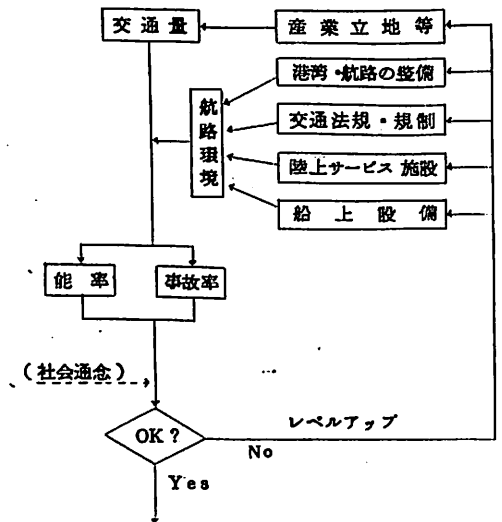 交通量
産業立地等
港湾・航路の整備
航路環境
交通法規・規制
陸上サービス施設
船上設備
能率
事故率
(社会通念)
OK?
レベルアップ
No
Yes